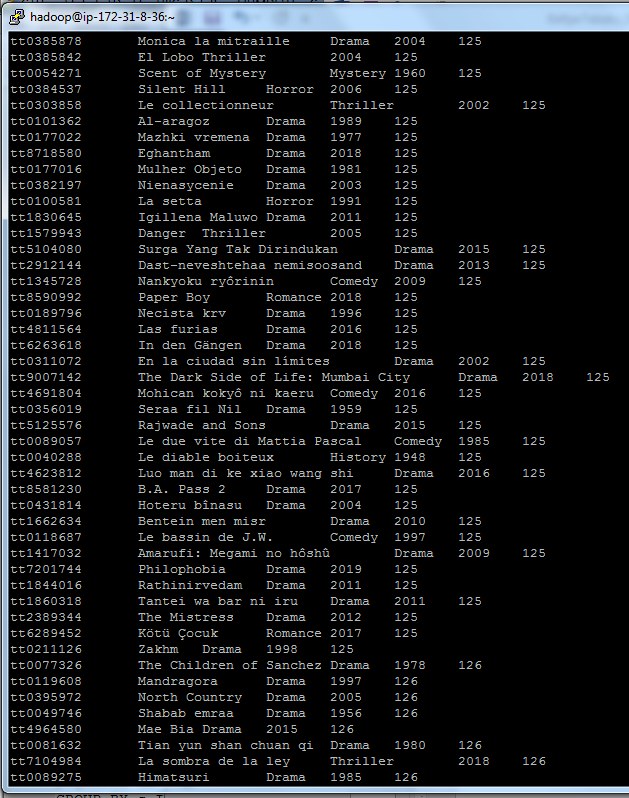 hadoop@ip-172-31-8-36:~
tt0385878 Monica la mitraille Drama 2004 125
tt0385842 El Lobo Thriller 2004 125
tt0054271 Scent of Mystery Mystery 1960 125
tt0384537 Silent Hill Horror 2006 125
tt0303858 Le collectionneur Thriller 2002 125
tt0101362 Al-aragoz Drama 1989 125
tt0177022 Mazhki vremena Drama 1977 125
tt8718580 Eghantham Drama 2018 125
tt0177016 Mulher Objeto Drama 1981 125
tt0382197 Nienasycenie Drama 2003 125
tt0100581 La setta Horror 1991 125
tt1830645 Igillena Maluwo Drama 2011 125
tt1579943 Danger Thriller 2005 125
tt5104080 Surga Yang Tak Dirindukan Drama 2015 125
tt2912144 Dast-neveshtehaa nemisoosand Drama 2013 125
tt1345728 Nankyoku ryôrinin Comedy 2009 125
tt8590992 Paper Boy Romance 2018 125
tt0189796 Necista krv Drama 1996 125
tt4811564 Las furias Drama 2016 125
tt6263618 In den Gängen Drama 2018 125
tt0311072 En la ciudad sin límites Drama 2002 125
tt9007142 The Dark Side of Life: Mumbai City Drama 2018 125
tt4691804 Mohican kokyô ni kaeru Comedy 2016 125
tt0356019 Seraa fil Nil Drama 1959 125
tt5125576 Rajwade and Sons Drama 2015 125
tt0089057 Le due vite di Mattia Pascal Comedy 1985 125
tt0040288 Le diable boiteux History 1948 125
tt4623812 Luo man di ke xiao wang shi Drama 2016 125
tt8581230 B.A. Pass 2 Drama 2017 125
tt0431814 Hoteru bînasu Drama 2004 125
tt1662634 Bentein men misr Drama 2010 125
tt0118687 Le bassin de J.W. Comedy 1997 125
tt1417032 Amarufi: Megami no hôshû Drama 2009 125
tt7201744 Philophobia Drama 2019 125
tt1844016 Rathinirvedam Drama 2011 125
tt1860318 Tantei wa bar ni iru Drama 2011 125
tt2389344 The Mistress Drama 2012 125
tt6289452 Kötü Çocuk Romance 2017 125
tt0211126 Zakhm Drama 1998 125
tt0077326 The Children of Sanchez Drama 1978 126
tt0119608 Mandragora Drama 1997 126
tt0395972 North Country Drama 2005 126
tt0049746 Shabab emraa Drama 1956 126
tt4964580 Mae Bia Drama 2015 126
tt0081632 Tian yun shan chuan qi Drama 1980 126
tt7104984 La sombra de la ley Thriller 2018 126
tt0089275 Himatsuri Drama 1985 126